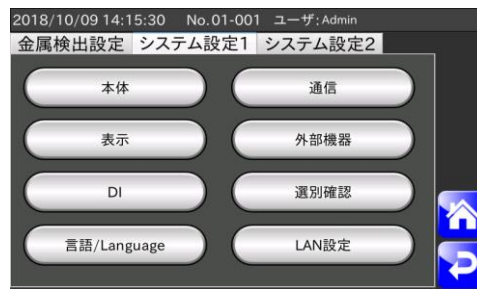 2018/10/09 14:15:30 No.01-001 ユーザ:Admin
金属検出設定 システム設定1 システム設定2
本体 通信
表示 外部機器
DI 選別確認
言語/Language LAN設定